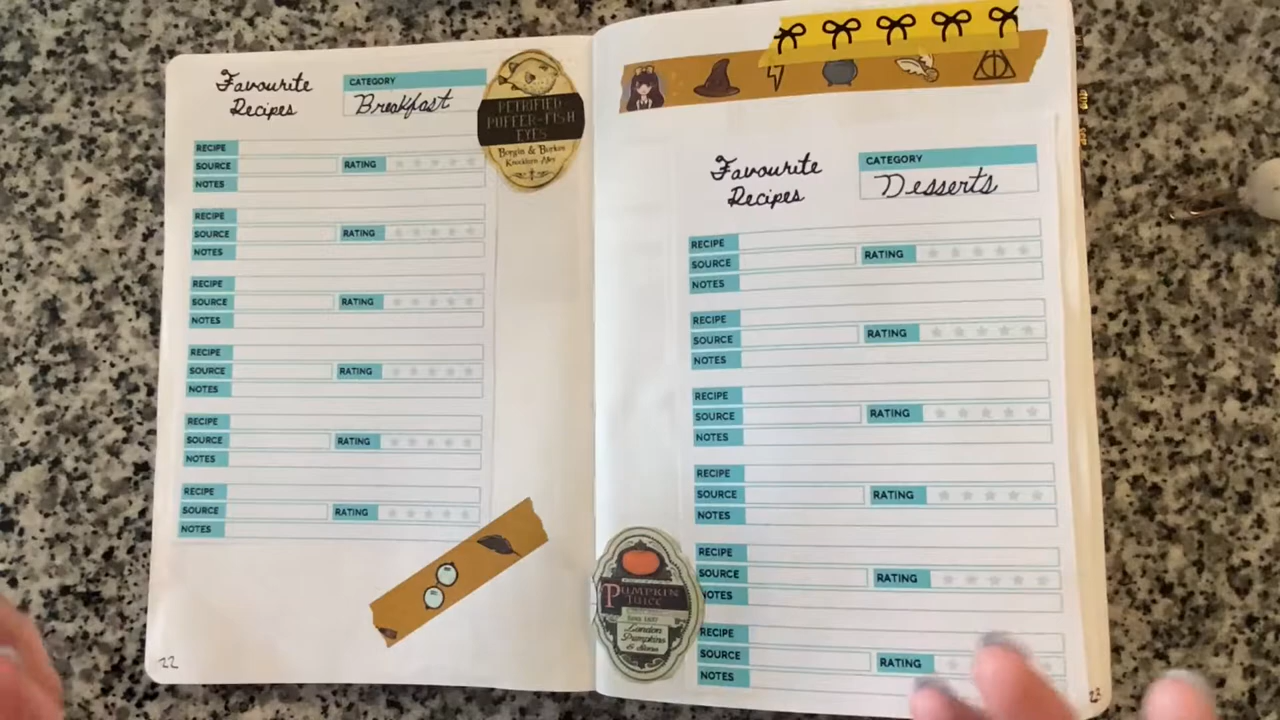 Favourite
Recipes
CATEGORY
Breakfast
RECIPE
SOURCE RATING
NOTES
RECIPE
SOURCE RATING
NOTES
RECIPE
SOURCE RATING
NOTES
RECIPE
SOURCE RATING
NOTES
RECIPE
SOURCE RATING
NOTES
RECIPE
SOURCE RATING
NOTES
22
PETRIFIED
PUFFER-FISH
EYES
Borgin & Burkes
Knockturn Alley
Favourite
Recipes
CATEGORY
Desserts
RECIPE
SOURCE RATING
NOTES
RECIPE
SOURCE RATING
NOTES
RECIPE
SOURCE RATING
NOTES
RECIPE
SOURCE RATING
NOTES
RECIPE
SOURCE RATING
NOTES
RECIPE
SOURCE RATING
NOTES
PUMPKIN
JUICE
London
Pumpkins
& Sons
23